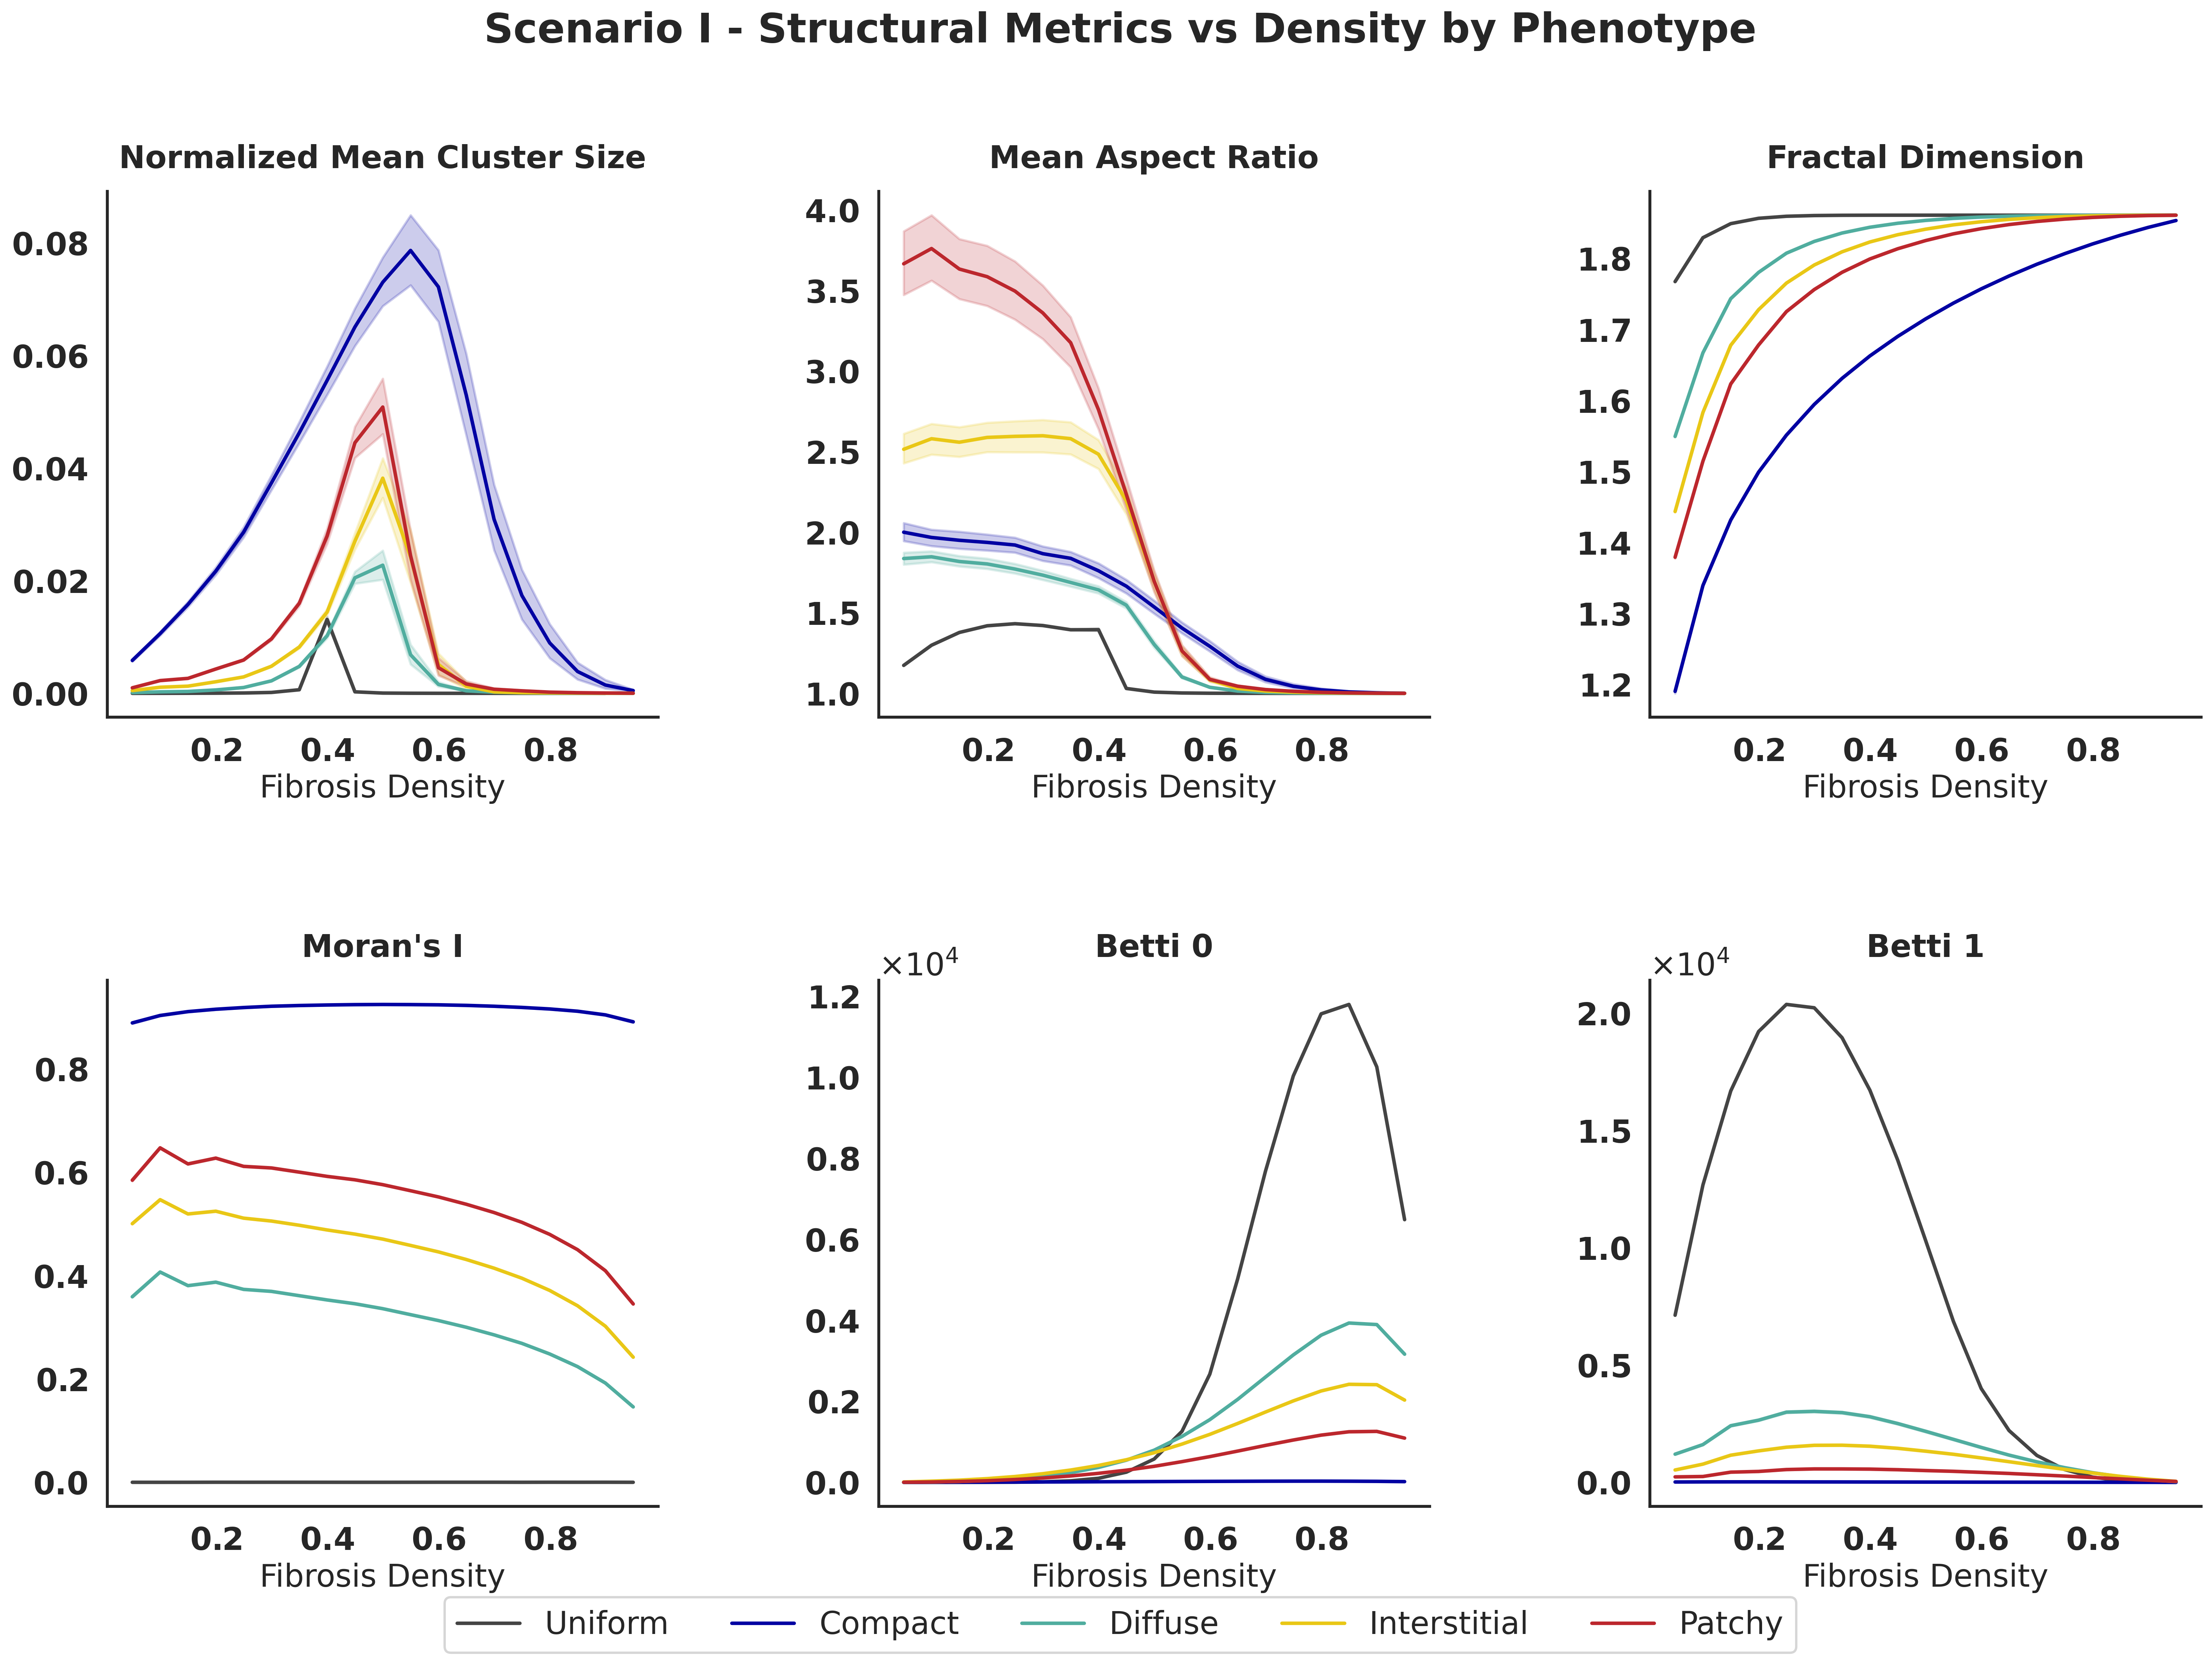 Scenario I - Structural Metrics vs Density by Phenotype
Normalized Mean Cluster Size
0.08
0.06
0.04
0.02
0.00
0.2 0.4 0.6 0.8
Fibrosis Density
Mean Aspect Ratio
4.0
3.5
3.0
2.5
2.0
1.5
1.0
0.2 0.4 0.6 0.8
Fibrosis Density
Fractal Dimension
1.8
1.7
1.6
1.5
1.4
1.3
1.2
0.2 0.4 0.6 0.8
Fibrosis Density
Moran's I
0.8
0.6
0.4
0.2
0.0
0.2 0.4 0.6 0.8
Fibrosis Density
Betti 0
×10⁴
1.2
1.0
0.8
0.6
0.4
0.2
0.0
0.2 0.4 0.6 0.8
Fibrosis Density
Betti 1
×10⁴
2.0
1.5
1.0
0.5
0.0
0.2 0.4 0.6 0.8
Fibrosis Density
Uniform Compact Diffuse Interstitial Patchy